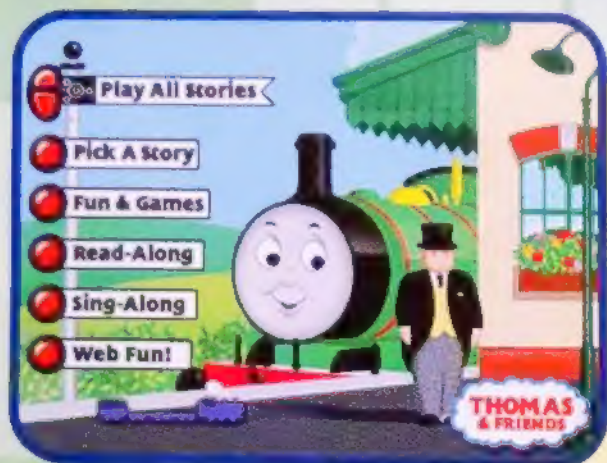 Play All Stories
Pick A Story
Fun & Games
Read-Along
Sing-Along
Web Fun!
THOMAS
& FRIENDS